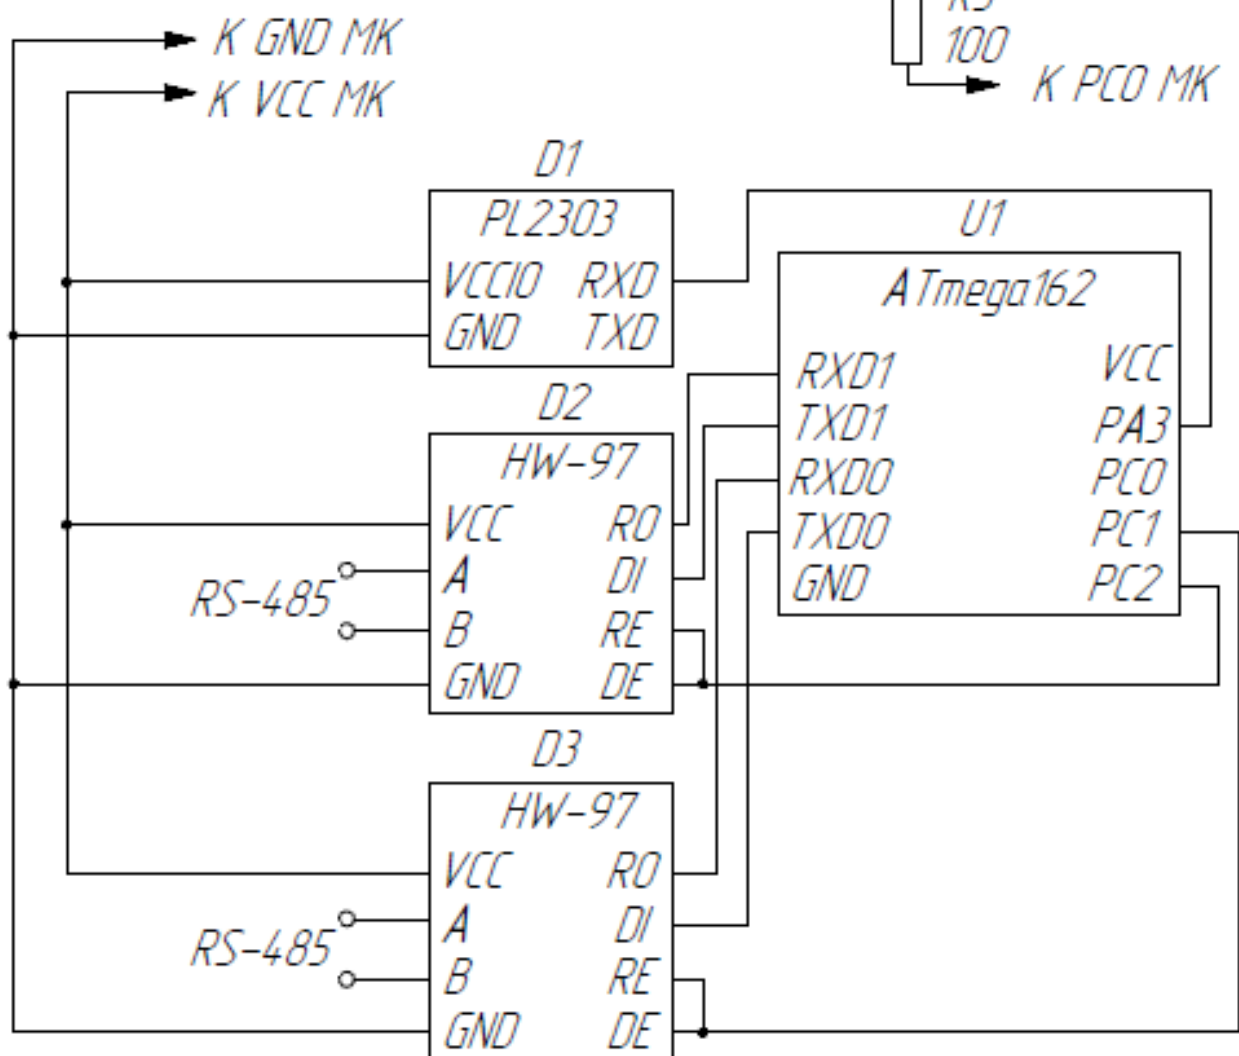 К GND МК
К VCC МК
100
К PC0 МК
D1
PL2303
VCCIO RXD
GND TXD
U1
ATmega162
RXD1 VCC
TXD1 PA3
RXD0 PC0
TXD0 PC1
GND PC2
D2
HW-97
VCC RO
A DI
RS-485
B RE
GND DE
D3
HW-97
VCC RO
A DI
RS-485
B RE
GND DE